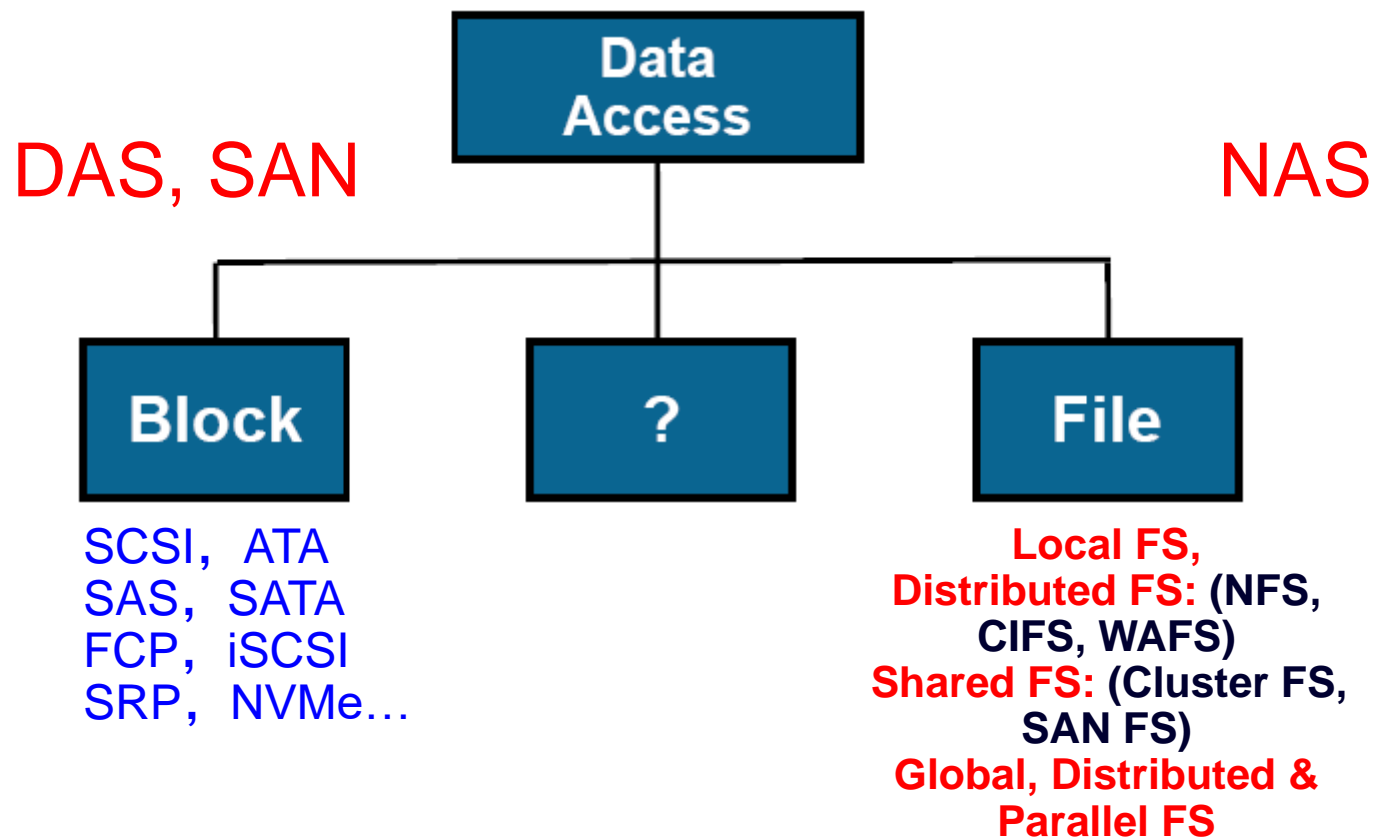 Data
Access
DAS, SAN
NAS
Block
?
File
SCSI，ATA
SAS，SATA
FCP，iSCSI
SRP，NVMe…
Local FS,
Distributed FS: (NFS,
CIFS, WAFS)
Shared FS: (Cluster FS,
SAN FS)
Global, Distributed &
Parallel FS